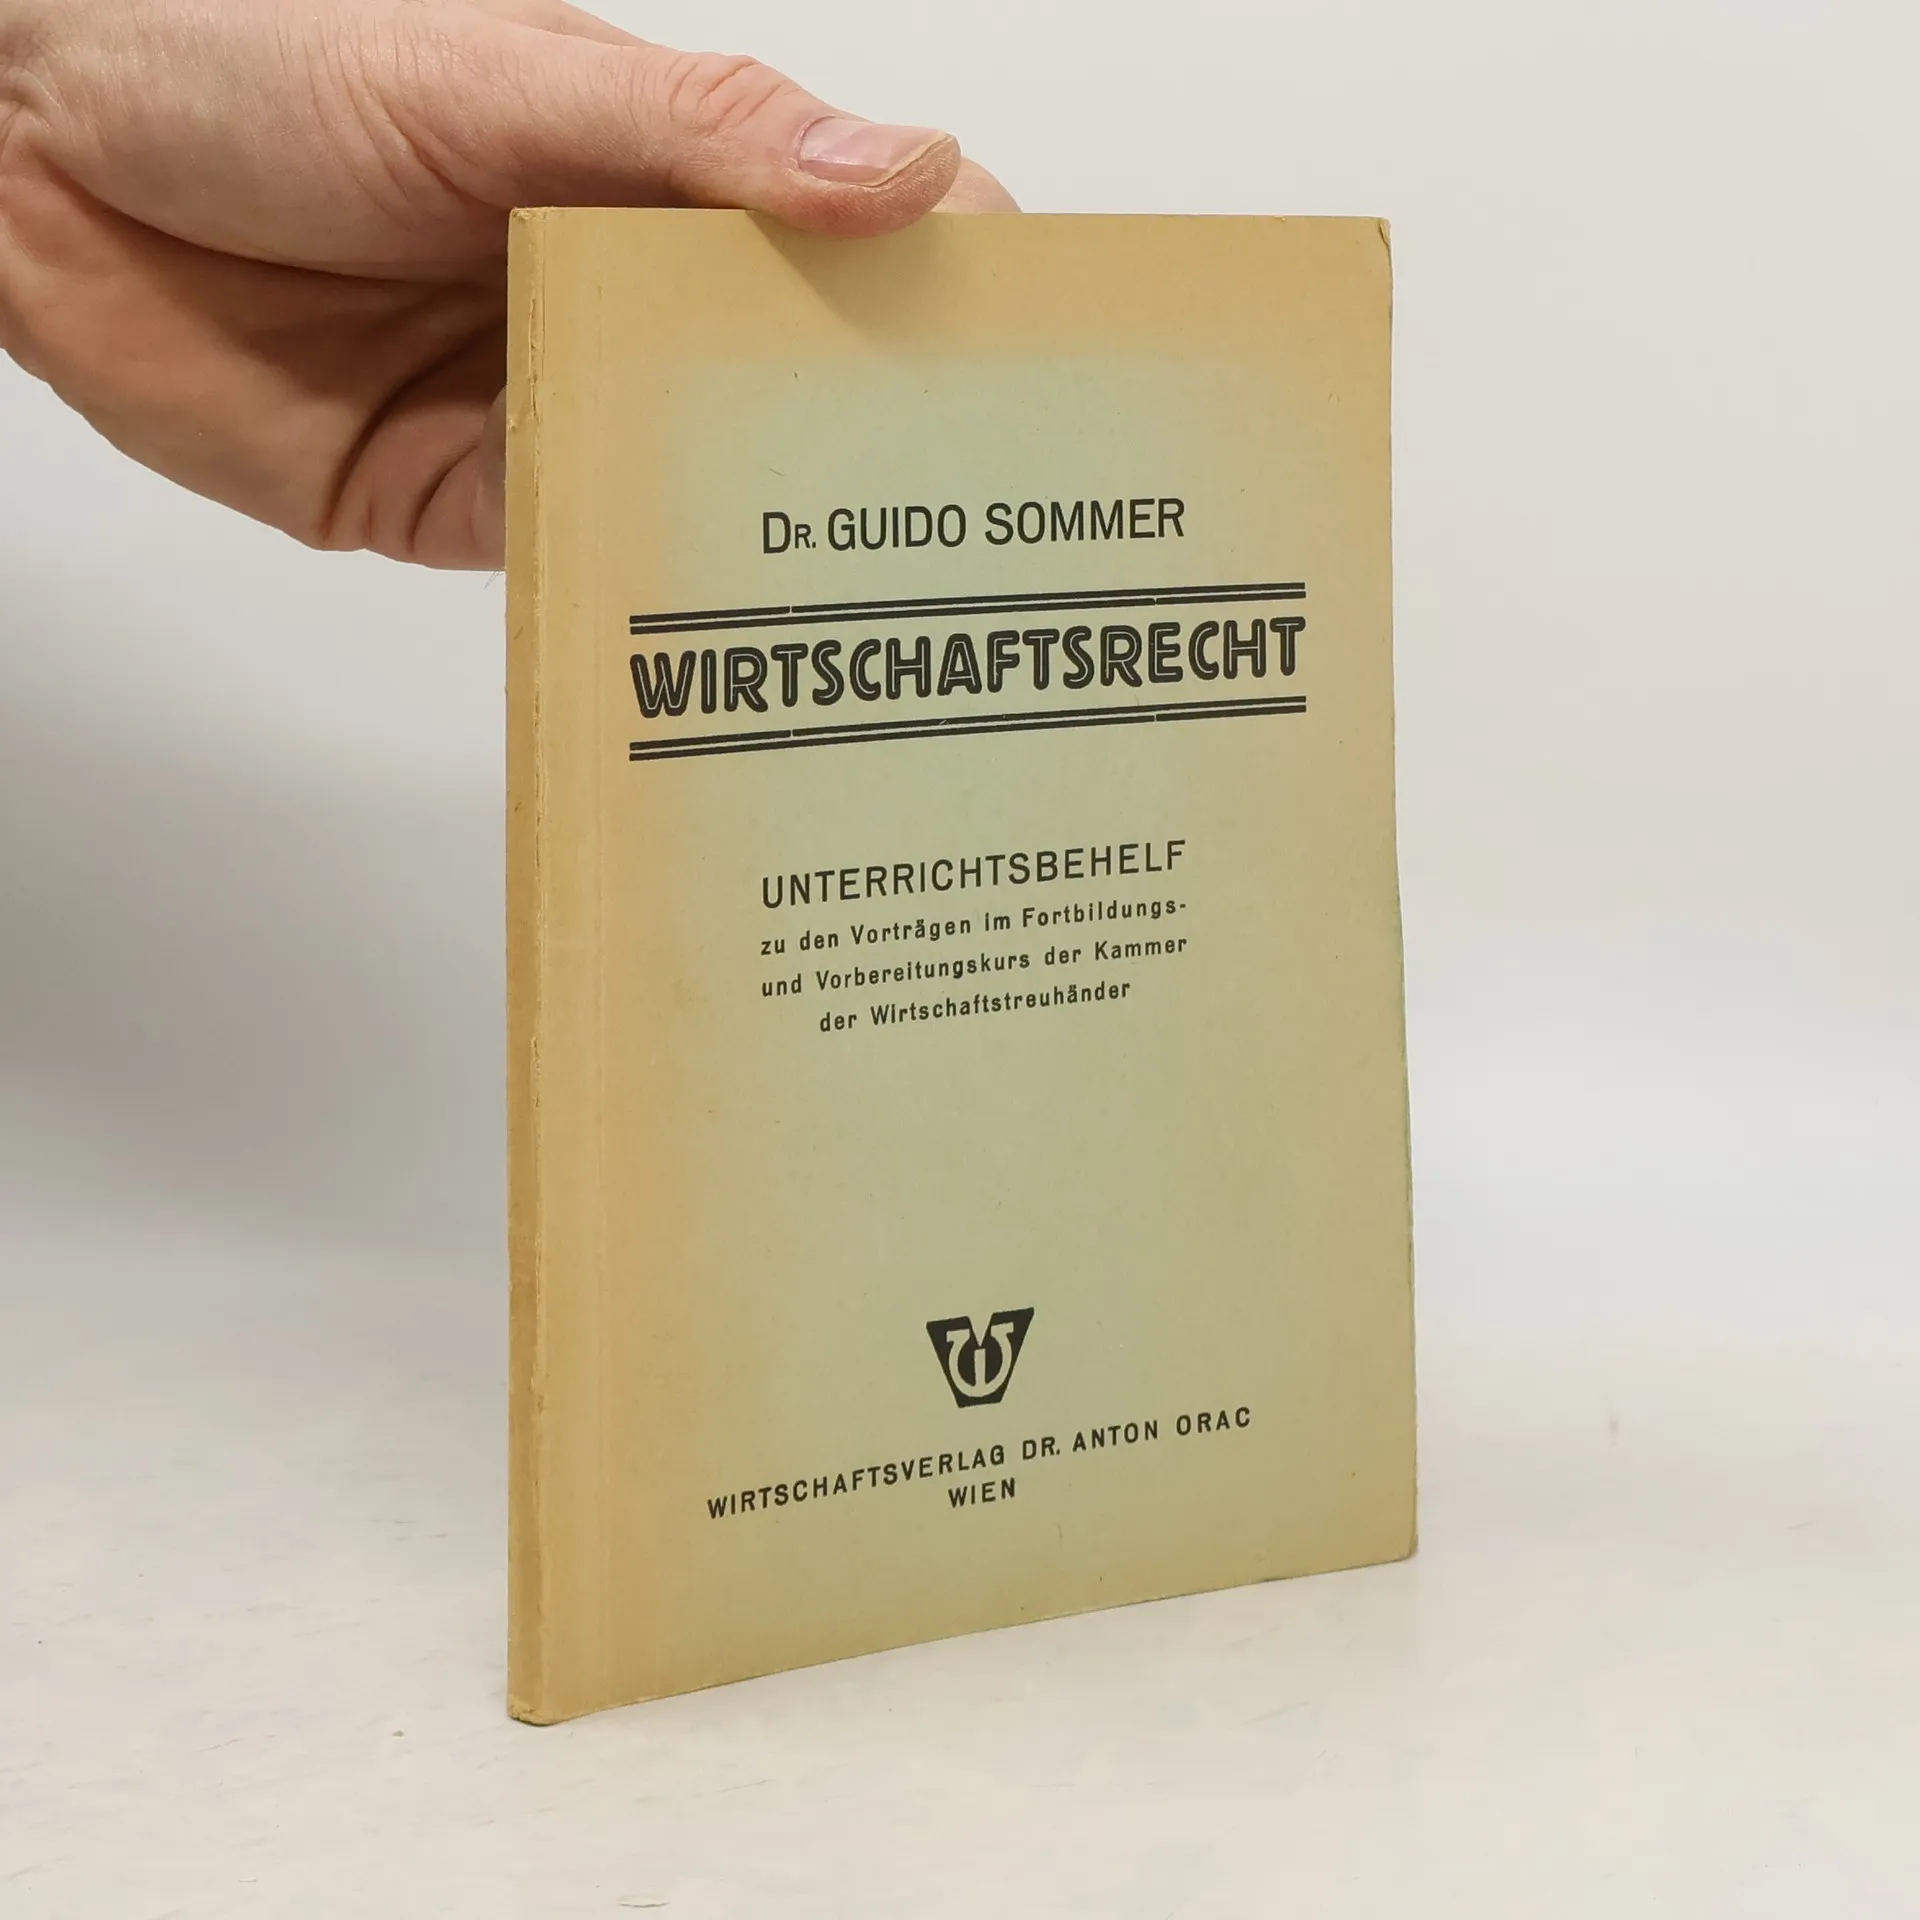 DR. GUIDO SOMMER
WIRTSCHAFTSRECHT
UNTERRICHTSBEHELF
zu den Vorträgen im Fortbildungs-
und Vorbereitungskurs der Kammer
der Wirtschaftstreuhänder
WIRTSCHAFTSVERLAG DR. ANTON ORAC
WIEN